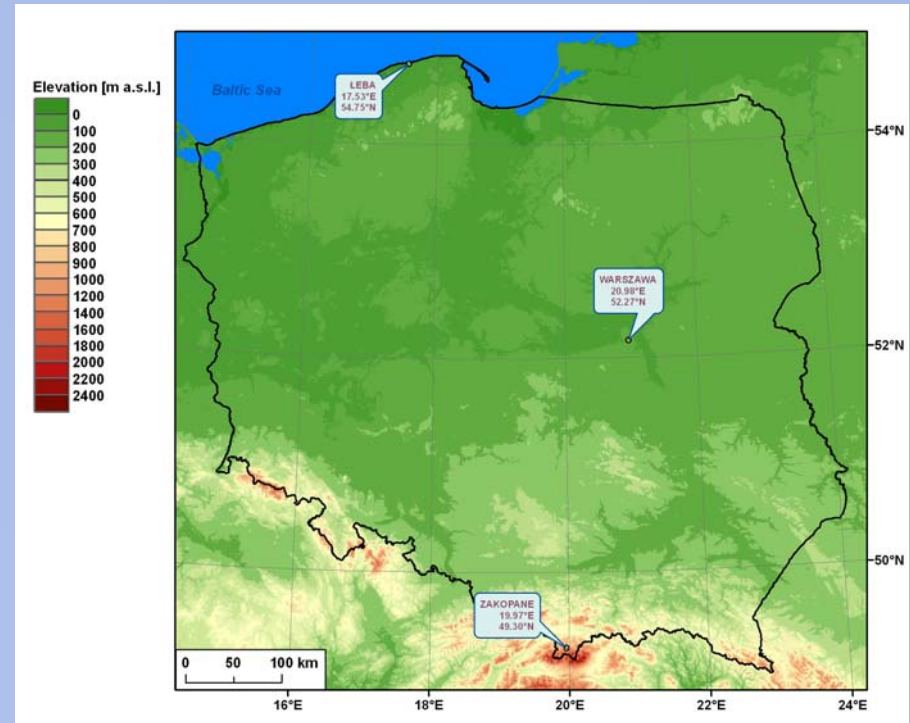 Elevation [m a.s.l.]
0
100
200
300
400
500
600
700
800
900
1000
1200
1400
1600
1800
2000
2200
2400
Baltic Sea
LEBA
17.53°E
54.75°N
WARSZAWA
20.98°E
52.27°N
ZAKOPANE
19.97°E
49.30°N
54°N
52°N
50°N
0 50 100 km
16°E 18°E 20°E 22°E 24°E